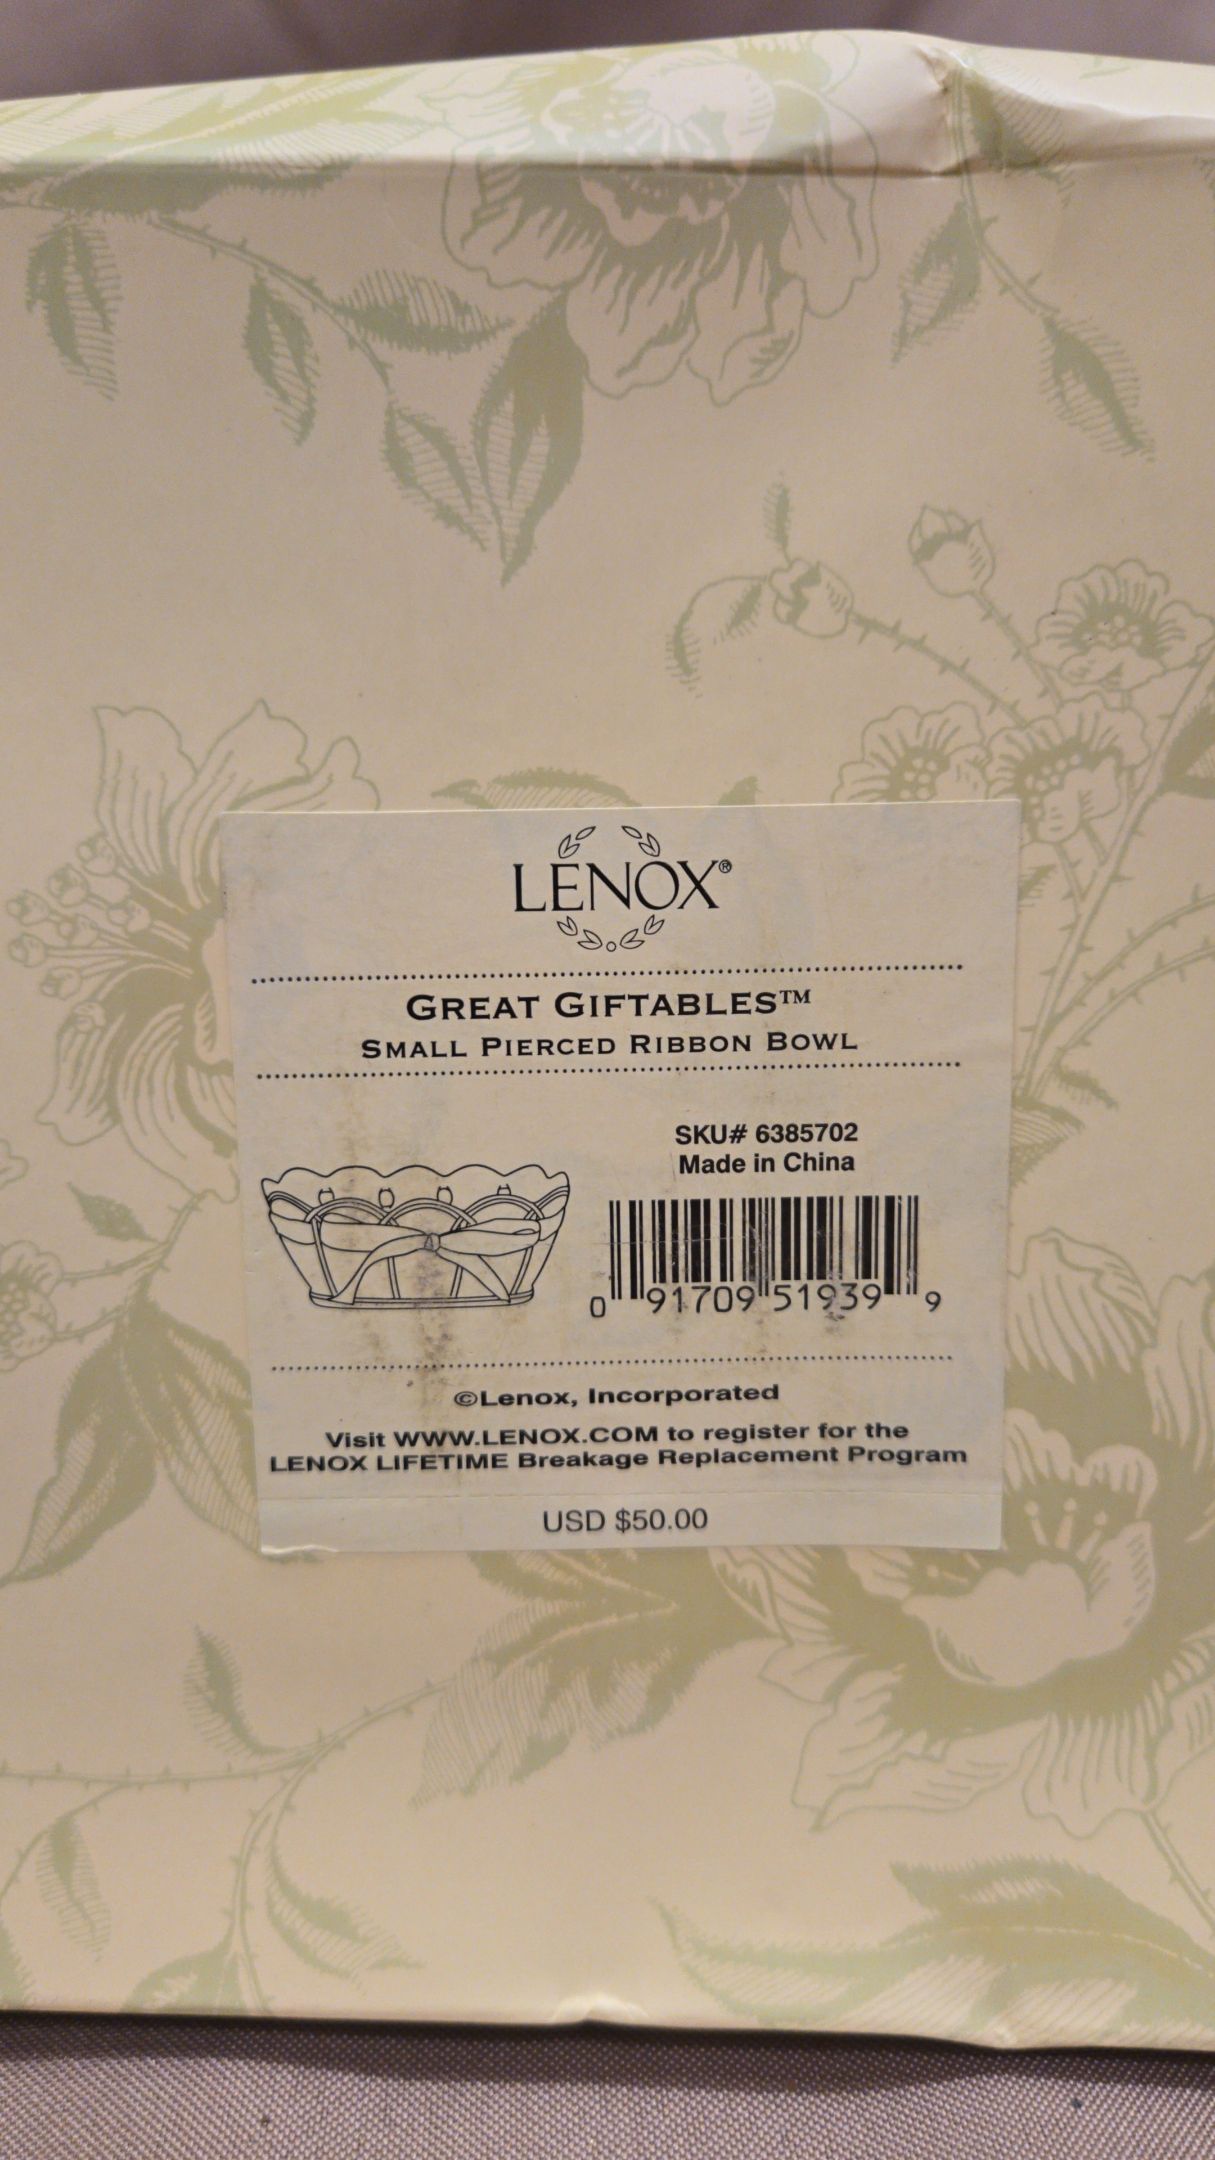 LENOX®
GREAT GIFTABLES™
SMALL PIERCED RIBBON BOWL
SKU# 6385702
Made in China
0 91709 51939 9
©Lenox, Incorporated
Visit WWW.LENOX.COM to register for the
LENOX LIFETIME Breakage Replacement Program
USD $50.00